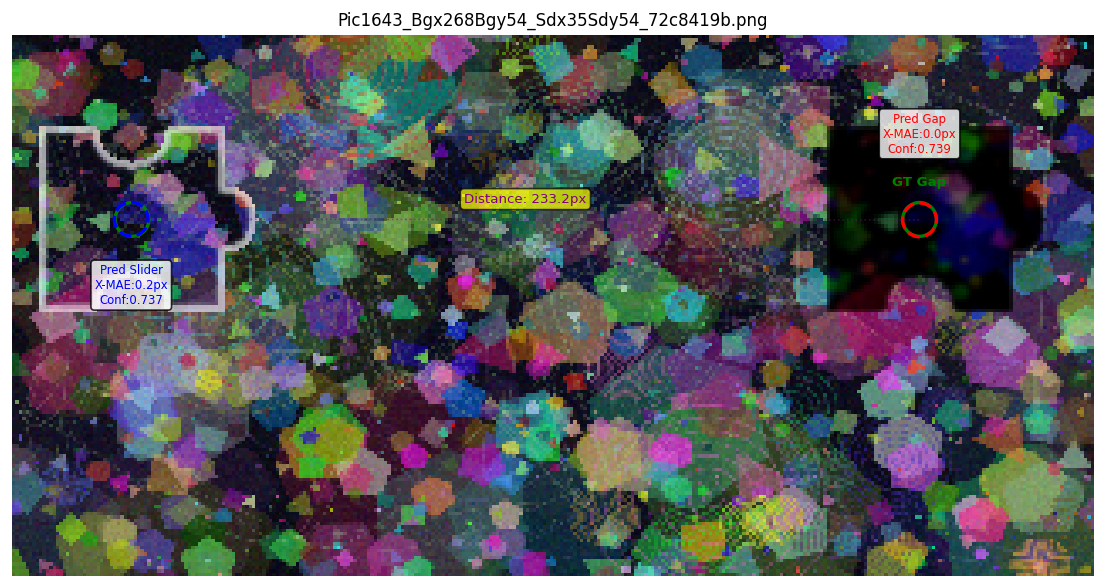 Pic1643_Bgx268Bgy54_Sdx35Sdy54_72c8419b.png
Pred Gap
X-MAE:0.0px
Conf:0.739
GT Gap
Distance: 233.2px
Pred Slider
X-MAE:0.2px
Conf:0.737